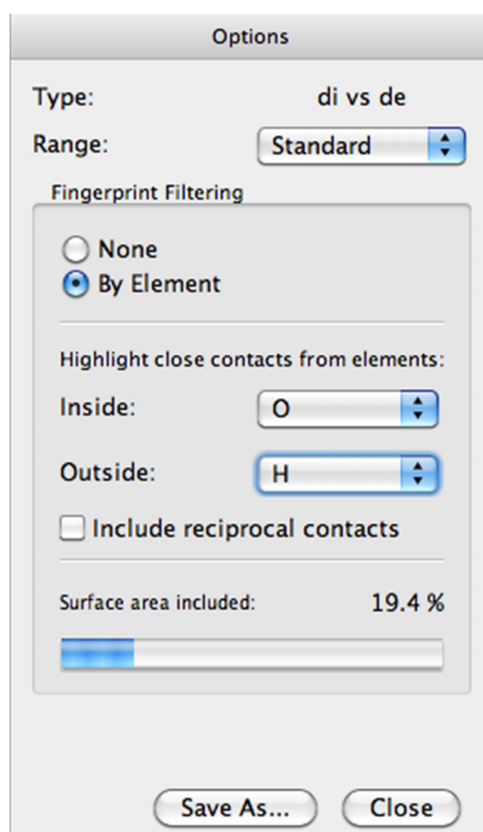 Options
Type: di vs de
Range: Standard
Fingerprint Filtering
None
By Element
Highlight close contacts from elements:
Inside: O
Outside: H
Include reciprocal contacts
Surface area included: 19.4 %
Save As... Close